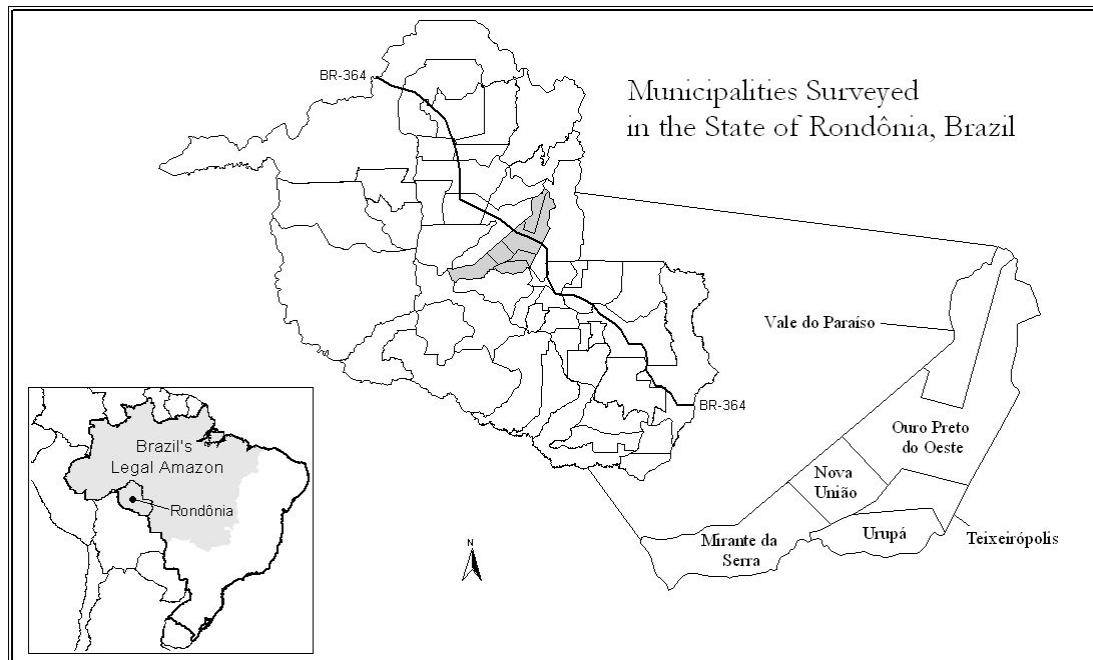 BR-364
Municipalities Surveyed
in the State of Rondônia, Brazil
Vale do Paraíso
BR-364
Ouro Preto
do Oeste
Nova
União
Mirante da
Serra
Urupá
Teixeirópolis
Brazil's
Legal Amazon
Rondônia
N